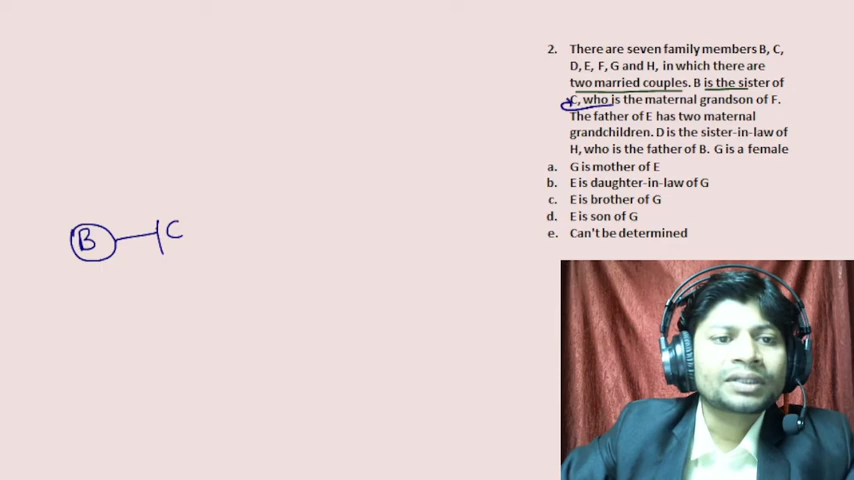 2. There are seven family members B, C,
D, E, F, G and H, in which there are
two married couples. B is the sister of
C, who is the maternal grandson of F.
The father of E has two maternal
grandchildren. D is the sister-in-law of
H, who is the father of B. G is a female
a. G is mother of E
b. E is daughter-in-law of G
c. E is brother of G
d. E is son of G
e. Can't be determined
B C